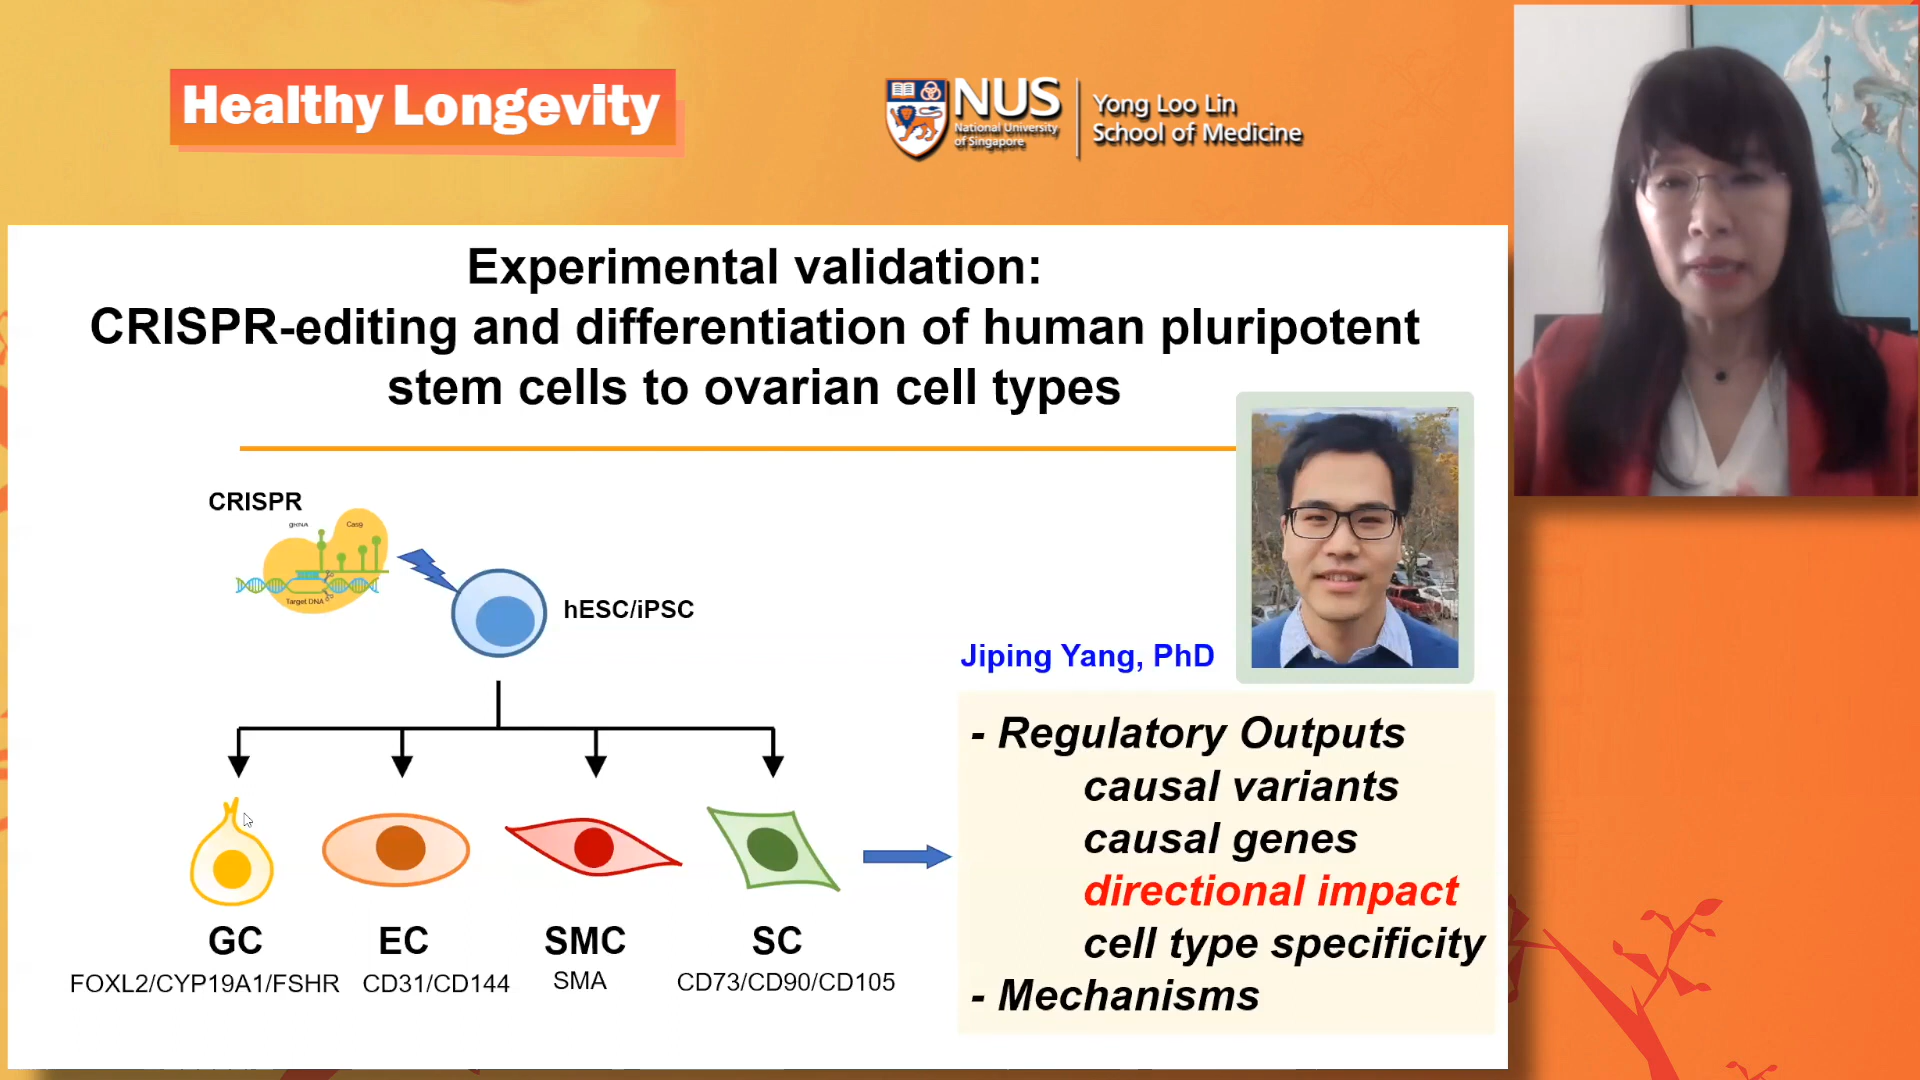 Healthy Longevity
NUS
National University
of Singapore
Yong Loo Lin
School of Medicine
Experimental validation:
CRISPR-editing and differentiation of human pluripotent
stem cells to ovarian cell types
CRISPR
gRNA
Cas9
Target DNA
hESC/iPSC
Jiping Yang, PhD
GC
EC
SMC
SC
FOXL2/CYP19A1/FSHR
CD31/CD144
SMA
CD73/CD90/CD105
- Regulatory Outputs
causal variants
causal genes
directional impact
cell type specificity
- Mechanisms